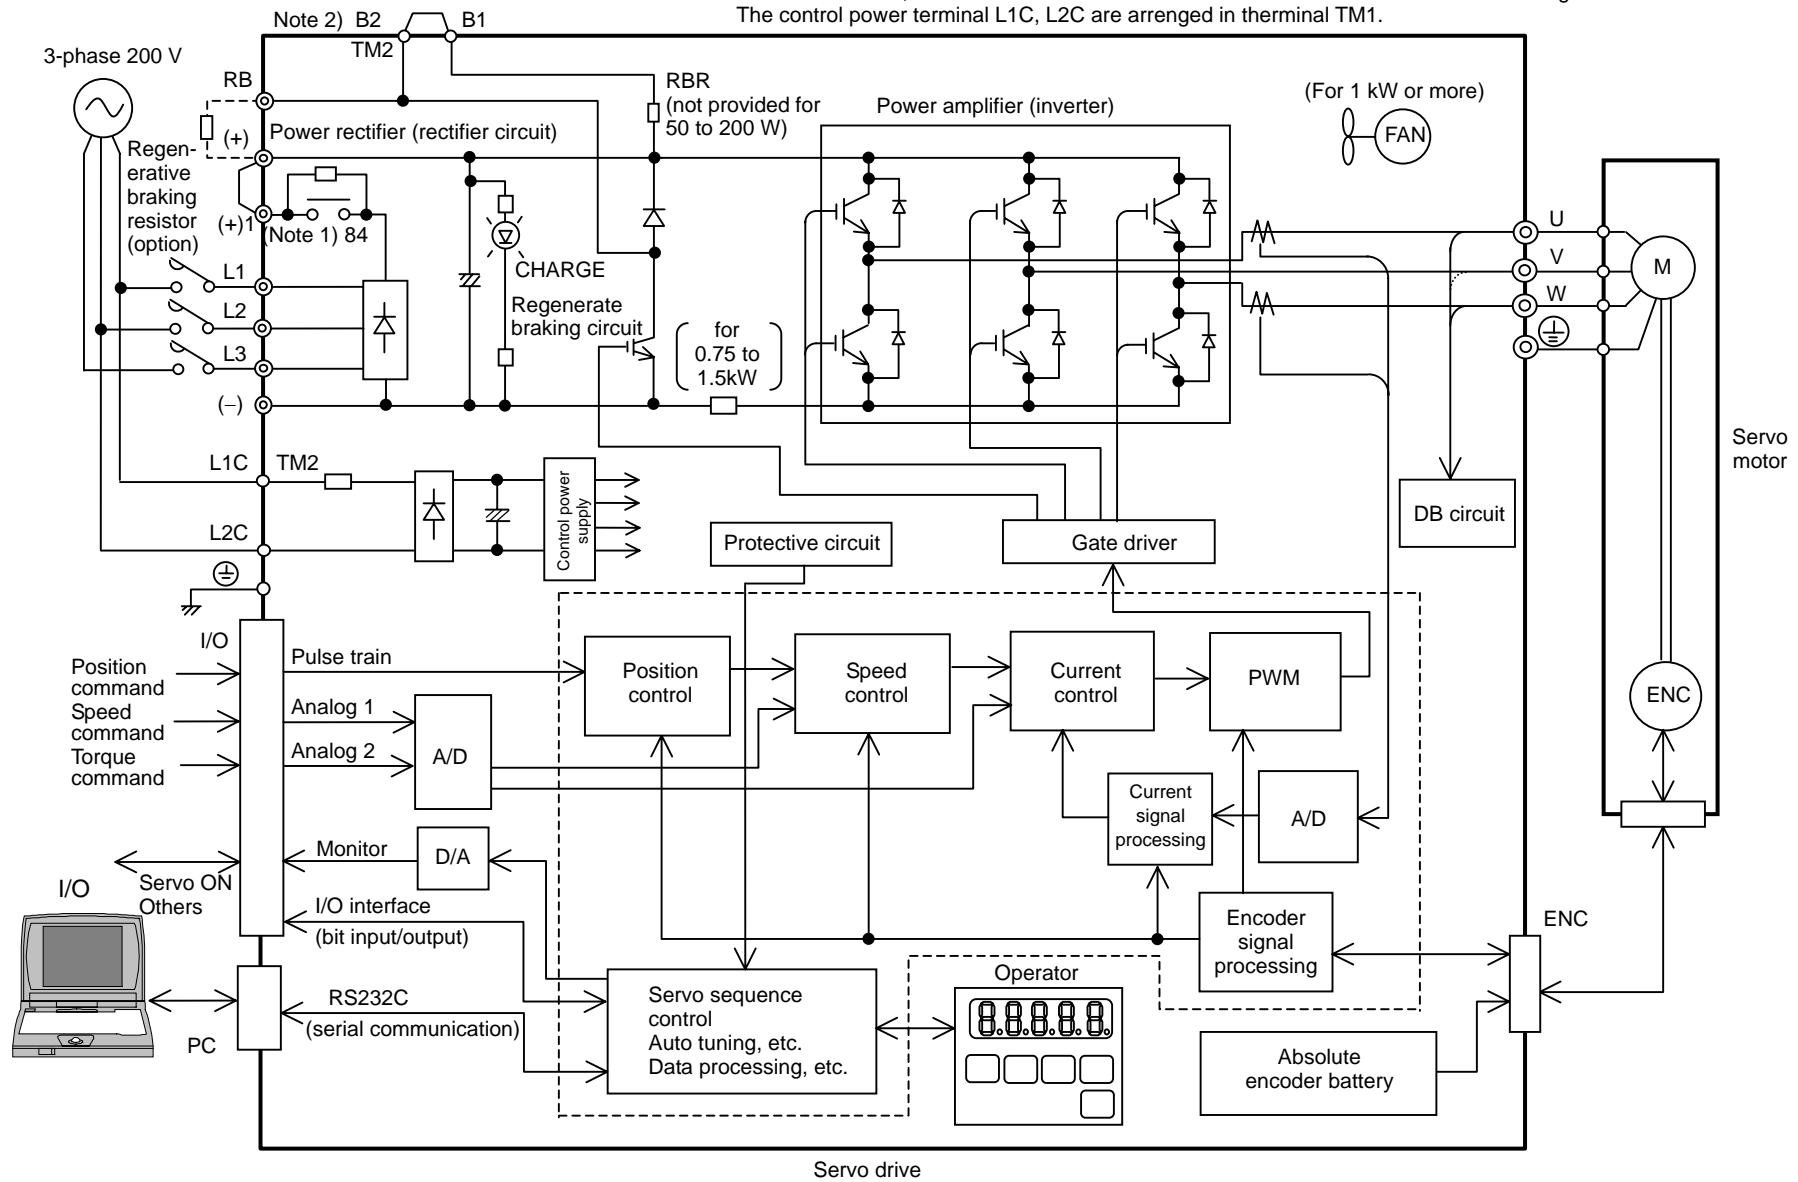 The control power terminal L1C, L2C are arrenged in therminal TM1.
Note 2) B2 B1
TM2
3-phase 200 V
RB
RBR
(not provided for
50 to 200 W)
Power amplifier (inverter)
(For 1 kW or more)
FAN
(+)
Power rectifier (rectifier circuit)
Regen-
erative
braking
resistor
(option)
(+)1
(Note 1) 84
CHARGE
Regenerate
braking circuit
for
0.75 to
1.5kW
L1
L2
L3
(–)
U
V
W
M
Servo
motor
L1C
TM2
L2C
Control power
supply
Protective circuit
Gate driver
DB circuit
I/O
Position
command
Speed
command
Torque
command
Pulse train
Analog 1
Analog 2
A/D
Position
control
Speed
control
Current
control
PWM
ENC
Current
signal
processing
A/D
Monitor
D/A
Servo ON
Others
I/O
I/O interface
(bit input/output)
Encoder
signal
processing
ENC
RS232C
(serial communication)
PC
Servo sequence
control
Auto tuning, etc.
Data processing, etc.
Operator
8.8.8.8.8.
Absolute
encoder battery
Servo drive